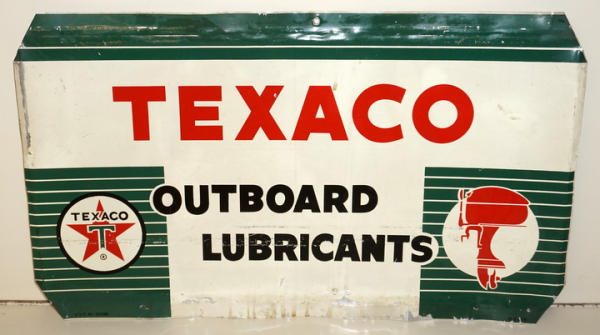 TEXACO
OUTBOARD
LUBRICANTS
TEXACO
T
®